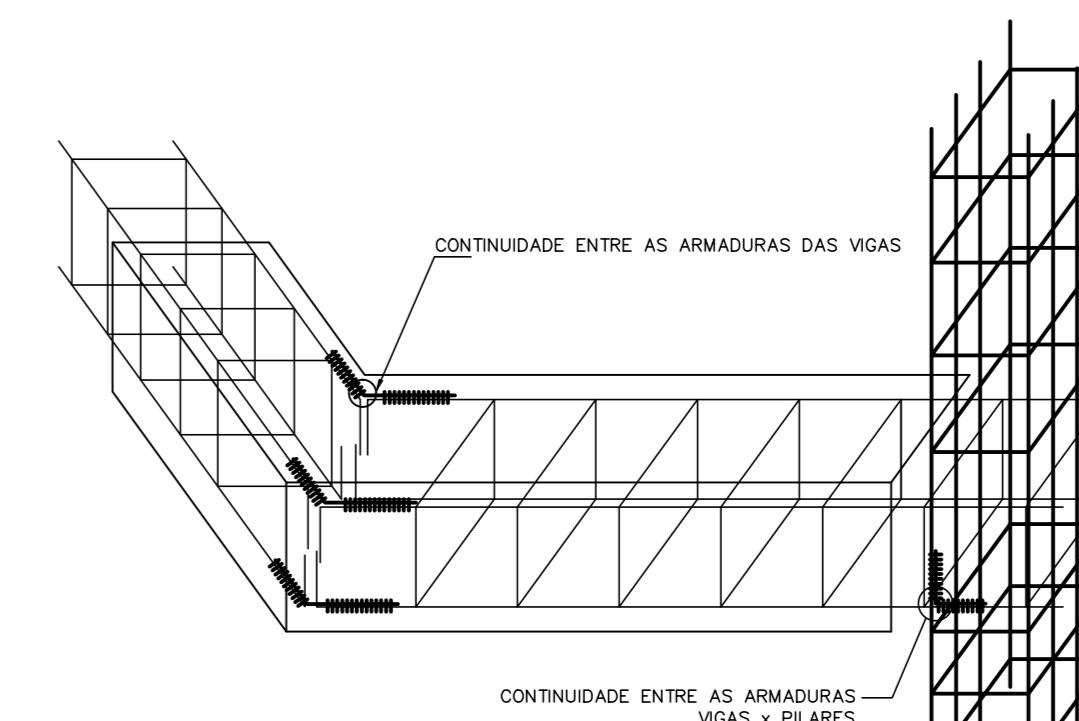 CONTINUIDADE ENTRE AS ARMADURAS DAS VIGAS
CONTINUIDADE ENTRE AS ARMADURAS
VIGAS x PILARES